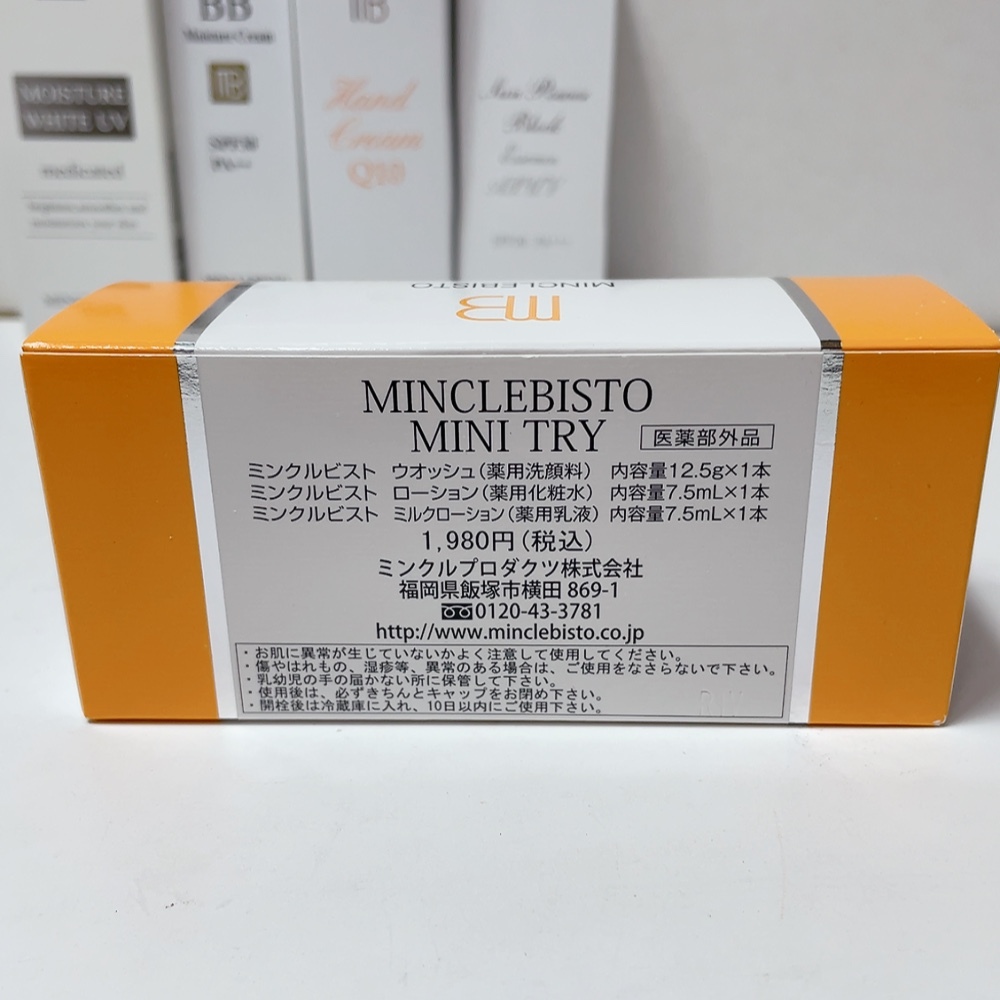 BB
Moisture Cream
MOISTURE
WHITE UV
medicated
SPF50
PA++
Hand
Cream
Q10
MINCLEBISTO
MINCLEBISTO
MINI TRY
医薬部外品
ミンクルビスト ウオッシュ（薬用洗顔料） 内容量12.5g×1本
ミンクルビスト ローション（薬用化粧水） 内容量7.5mL×1本
ミンクルビスト ミルクローション（薬用乳液） 内容量7.5mL×1本
1,980円（税込）
ミンクルプロダクツ株式会社
福岡県飯塚市横田 869-1
0120-43-3781
http://www.minclebisto.co.jp
・お肌に異常が生じていないかよく注意して使用してください。
・傷やはれもの、湿疹等、異常のある場合は、ご使用をなさらないで下さい。
・乳幼児の手の届かない所に保管して下さい。
・使用後は、必ずきちんとキャップをお閉め下さい。
・開栓後は冷蔵庫に入れ、10日以内にご使用下さい。